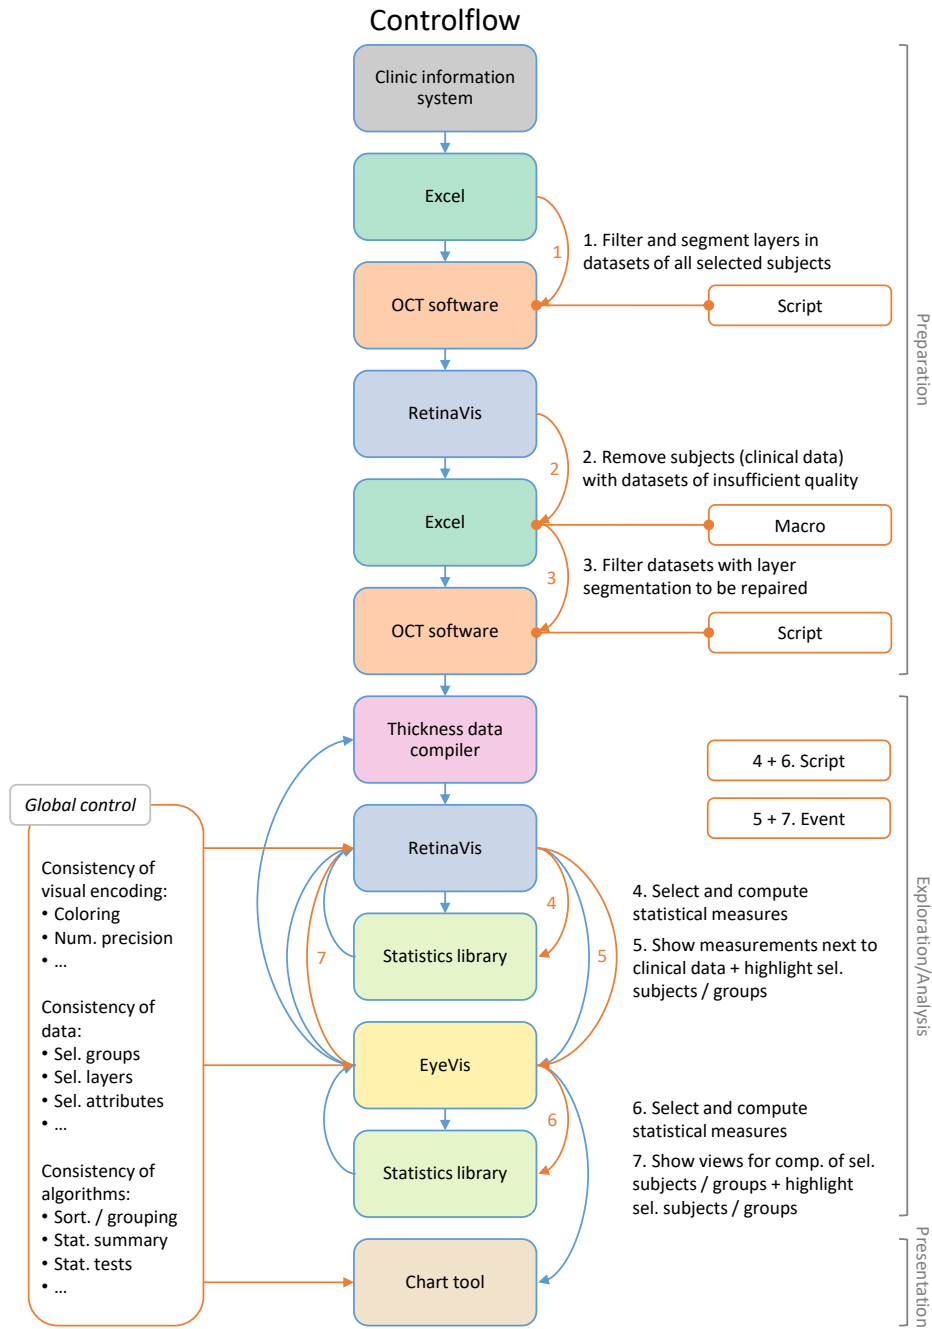 Controlflow
Clinic information
system
Excel
1
1. Filter and segment layers in
datasets of all selected subjects
OCT software
Script
Preparation
RetinaVis
2
2. Remove subjects (clinical data)
with datasets of insufficient quality
Excel
Macro
3
3. Filter datasets with layer
segmentation to be repaired
OCT software
Script
Thickness data
compiler
4 + 6. Script
5 + 7. Event
Global control
Consistency of
visual encoding:
• Coloring
• Num. precision
• ...
Consistency of
data:
• Sel. groups
• Sel. layers
• Sel. attributes
• ...
Consistency of
algorithms:
• Sort. / grouping
• Stat. summary
• Stat. tests
• ...
RetinaVis
4
4. Select and compute
statistical measures
Statistics library
7
5
5. Show measurements next to
clinical data + highlight sel.
subjects / groups
Exploration/Analysis
EyeVis
6
6. Select and compute
statistical measures
Statistics library
7. Show views for comp. of sel.
subjects / groups + highlight
sel. subjects / groups
Chart tool
Presentation